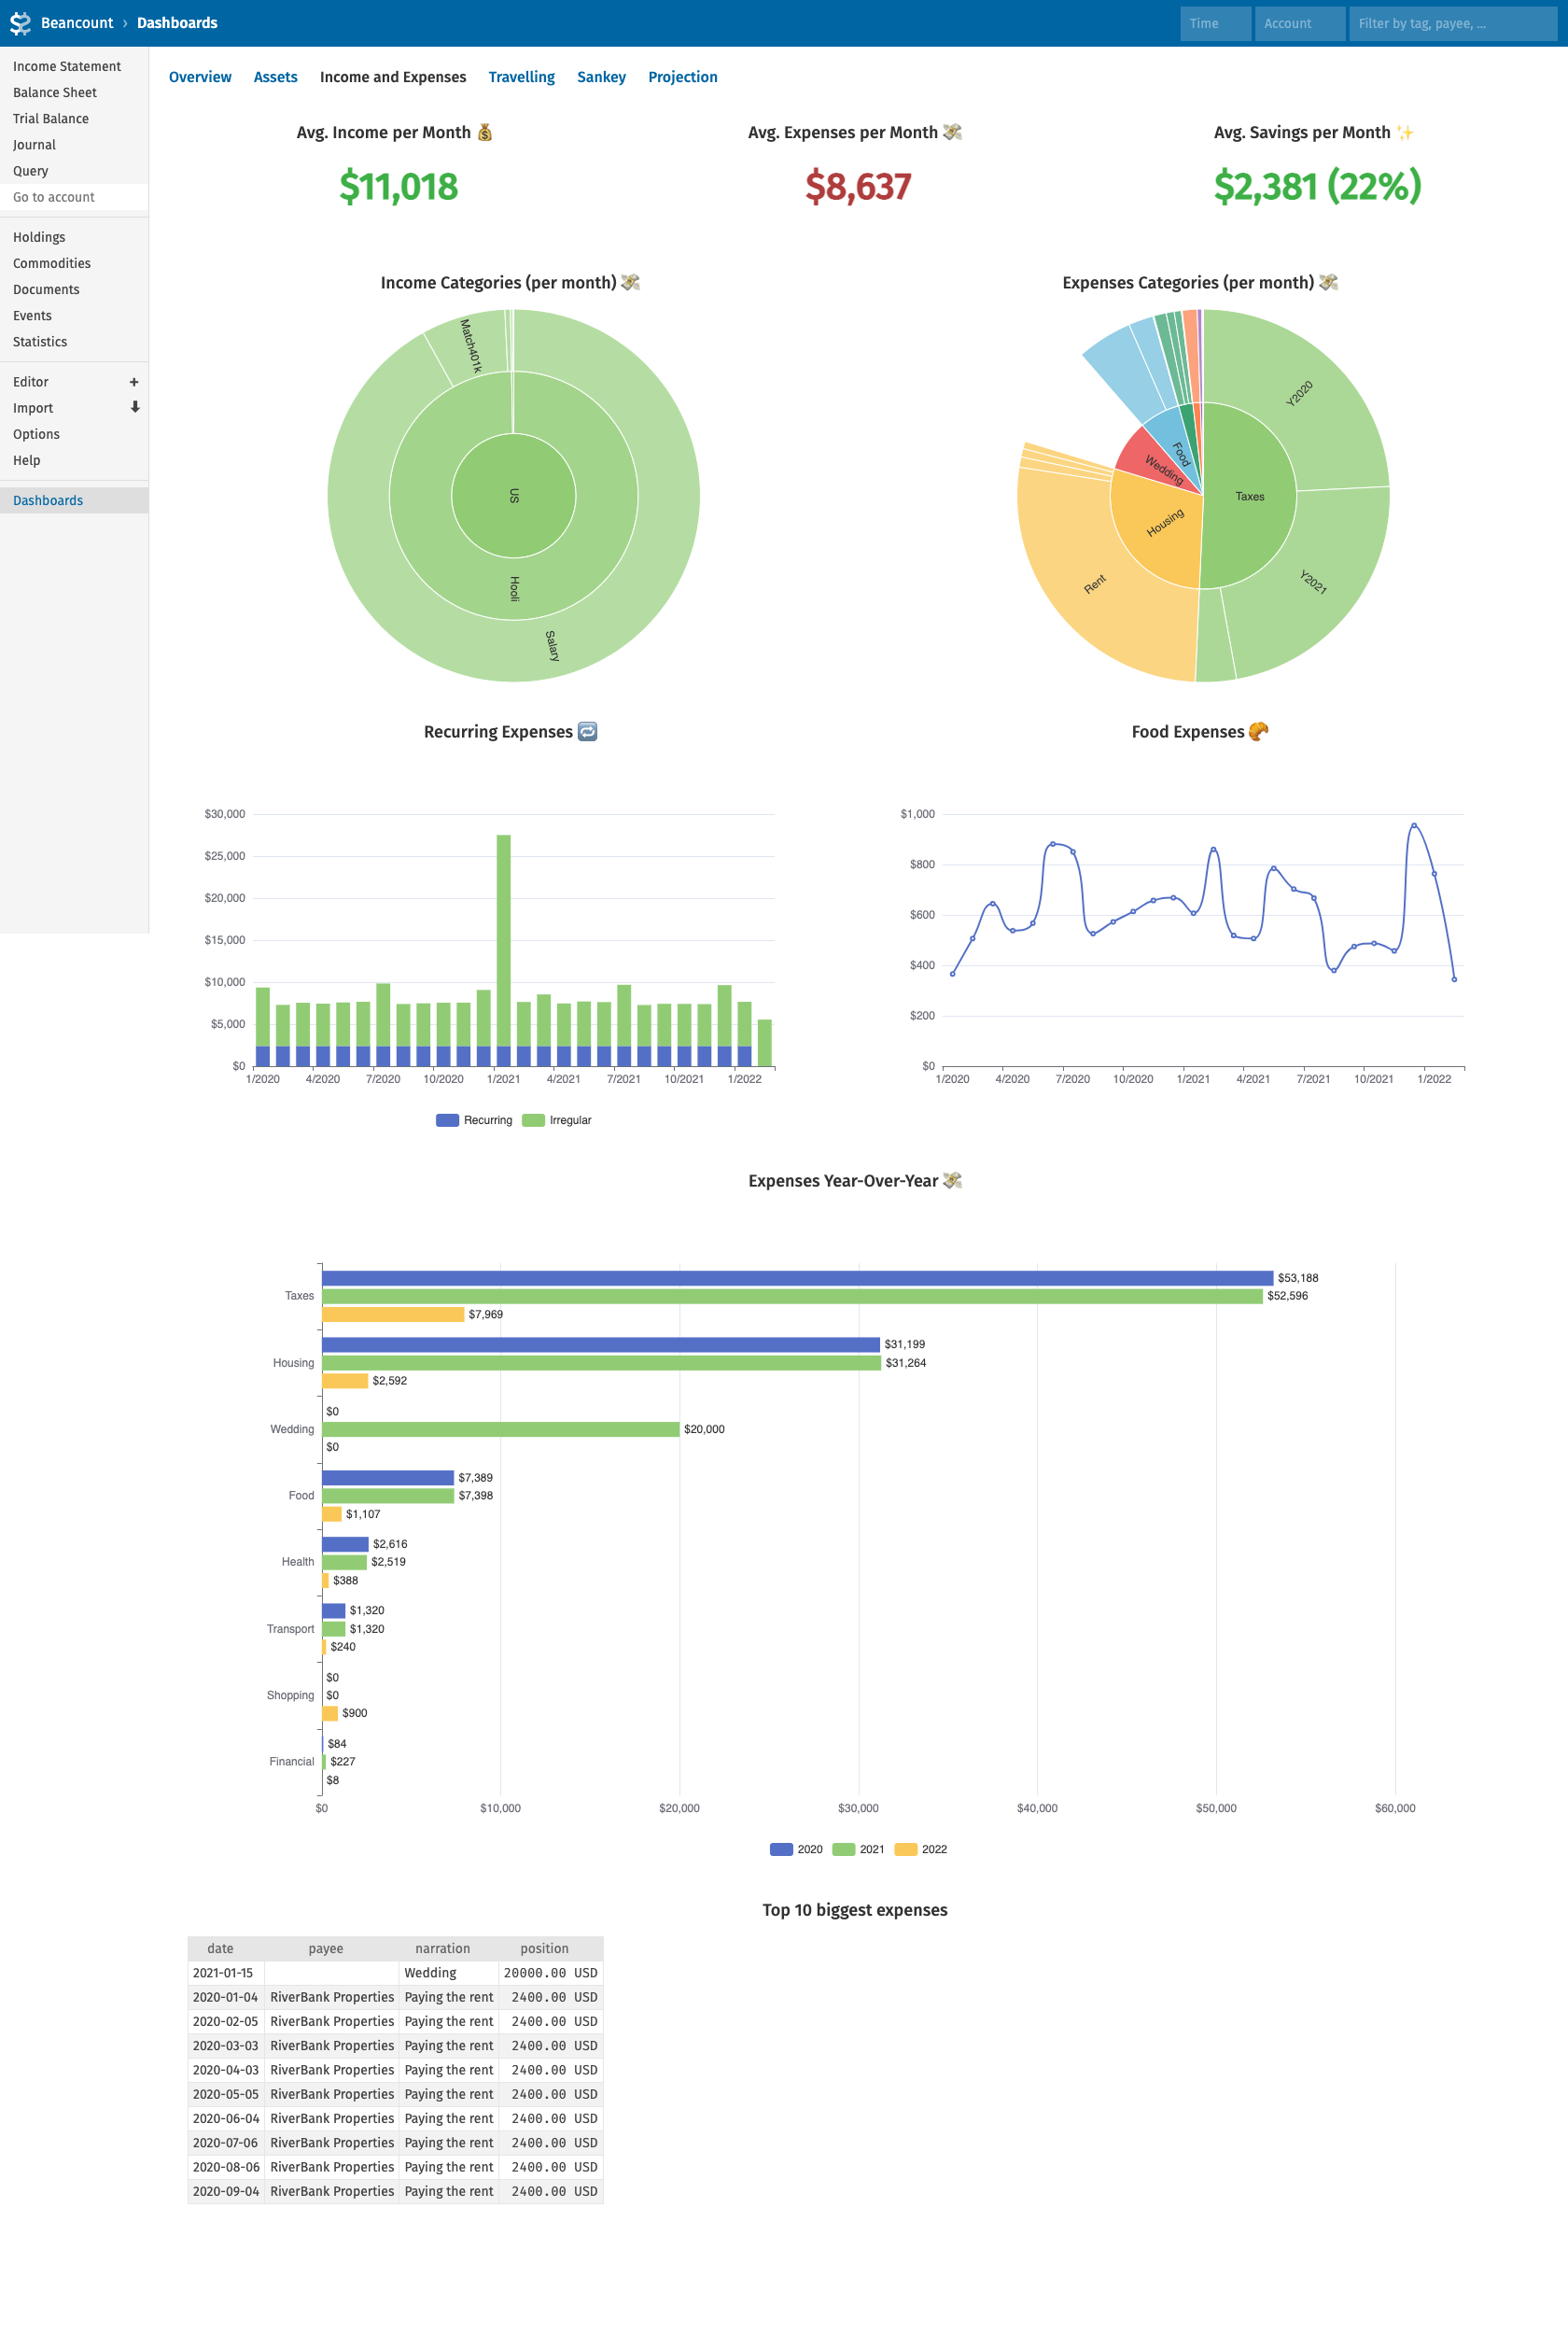 Beancount › Dashboards
Time
Account
Filter by tag, payee, ...
Income Statement
Balance Sheet
Trial Balance
Journal
Query
Go to account
Holdings
Commodities
Documents
Events
Statistics
Editor +
Import
Options
Help
Dashboards
Overview Assets Income and Expenses Travelling Sankey Projection
Avg. Income per Month 💰
$11,018
Avg. Expenses per Month 💸
$8,637
Avg. Savings per Month ✨
$2,381 (22%)
Income Categories (per month) 💸
Match401k
US
Hooli
Salary
Expenses Categories (per month) 💸
Y2020
Food
Wedding
Taxes
Housing
Rent
Y2021
Recurring Expenses 🔁
$30,000
$25,000
$20,000
$15,000
$10,000
$5,000
$0
1/2020 4/2020 7/2020 10/2020 1/2021 4/2021 7/2021 10/2021 1/2022
Recurring Irregular
Food Expenses 🥐
$1,000
$800
$600
$400
$200
$0
1/2020 4/2020 7/2020 10/2020 1/2021 4/2021 7/2021 10/2021 1/2022
Expenses Year-Over-Year 💸
$53,188
Taxes $52,596
$7,969
$31,199
Housing $31,264
$2,592
$0
Wedding $20,000
$0
$7,389
Food $7,398
$1,107
$2,616
Health $2,519
$388
$1,320
Transport $1,320
$240
$0
Shopping $0
$900
$84
Financial $227
$8
$0 $10,000 $20,000 $30,000 $40,000 $50,000 $60,000
2020 2021 2022
Top 10 biggest expenses
date payee narration position
2021-01-15 Wedding 20000.00 USD
2020-01-04 RiverBank Properties Paying the rent 2400.00 USD
2020-02-05 RiverBank Properties Paying the rent 2400.00 USD
2020-03-03 RiverBank Properties Paying the rent 2400.00 USD
2020-04-03 RiverBank Properties Paying the rent 2400.00 USD
2020-05-05 RiverBank Properties Paying the rent 2400.00 USD
2020-06-04 RiverBank Properties Paying the rent 2400.00 USD
2020-07-06 RiverBank Properties Paying the rent 2400.00 USD
2020-08-06 RiverBank Properties Paying the rent 2400.00 USD
2020-09-04 RiverBank Properties Paying the rent 2400.00 USD